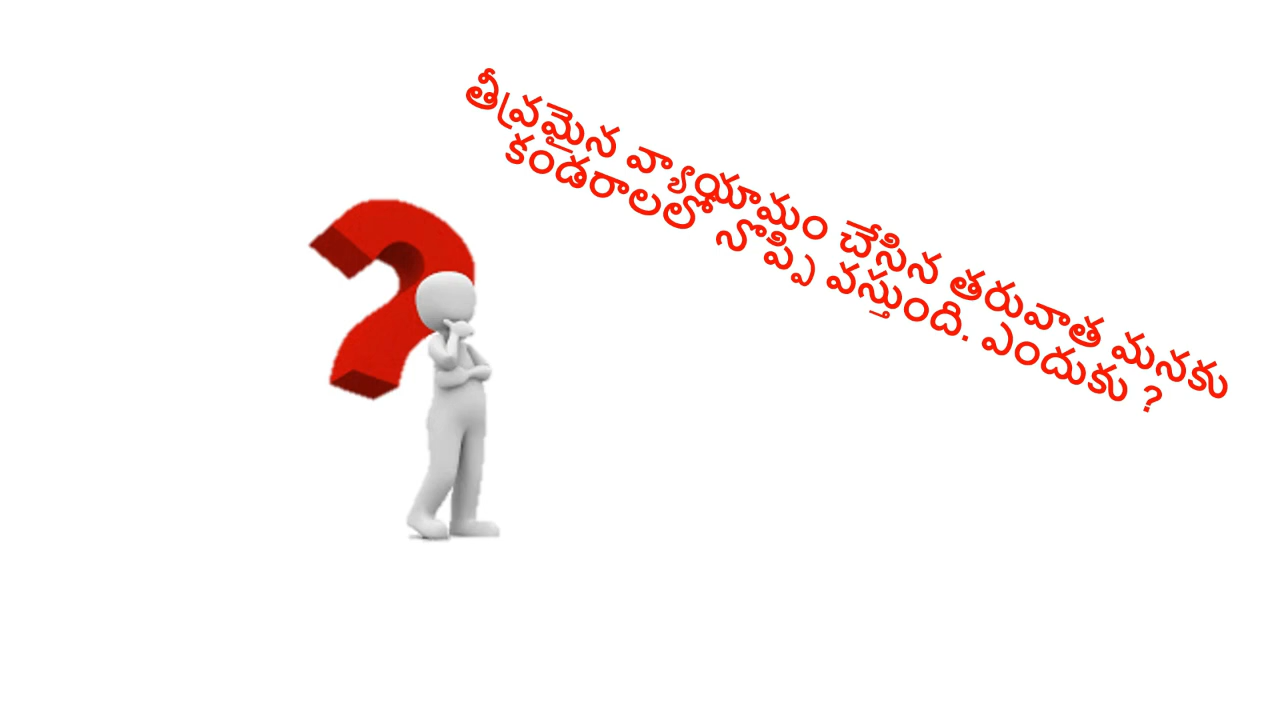 తీవ్రమైన వ్యాయామం చేసిన తరువాత మనకు
కండరాలలో నొప్పి వస్తుంది. ఎందుకు ?